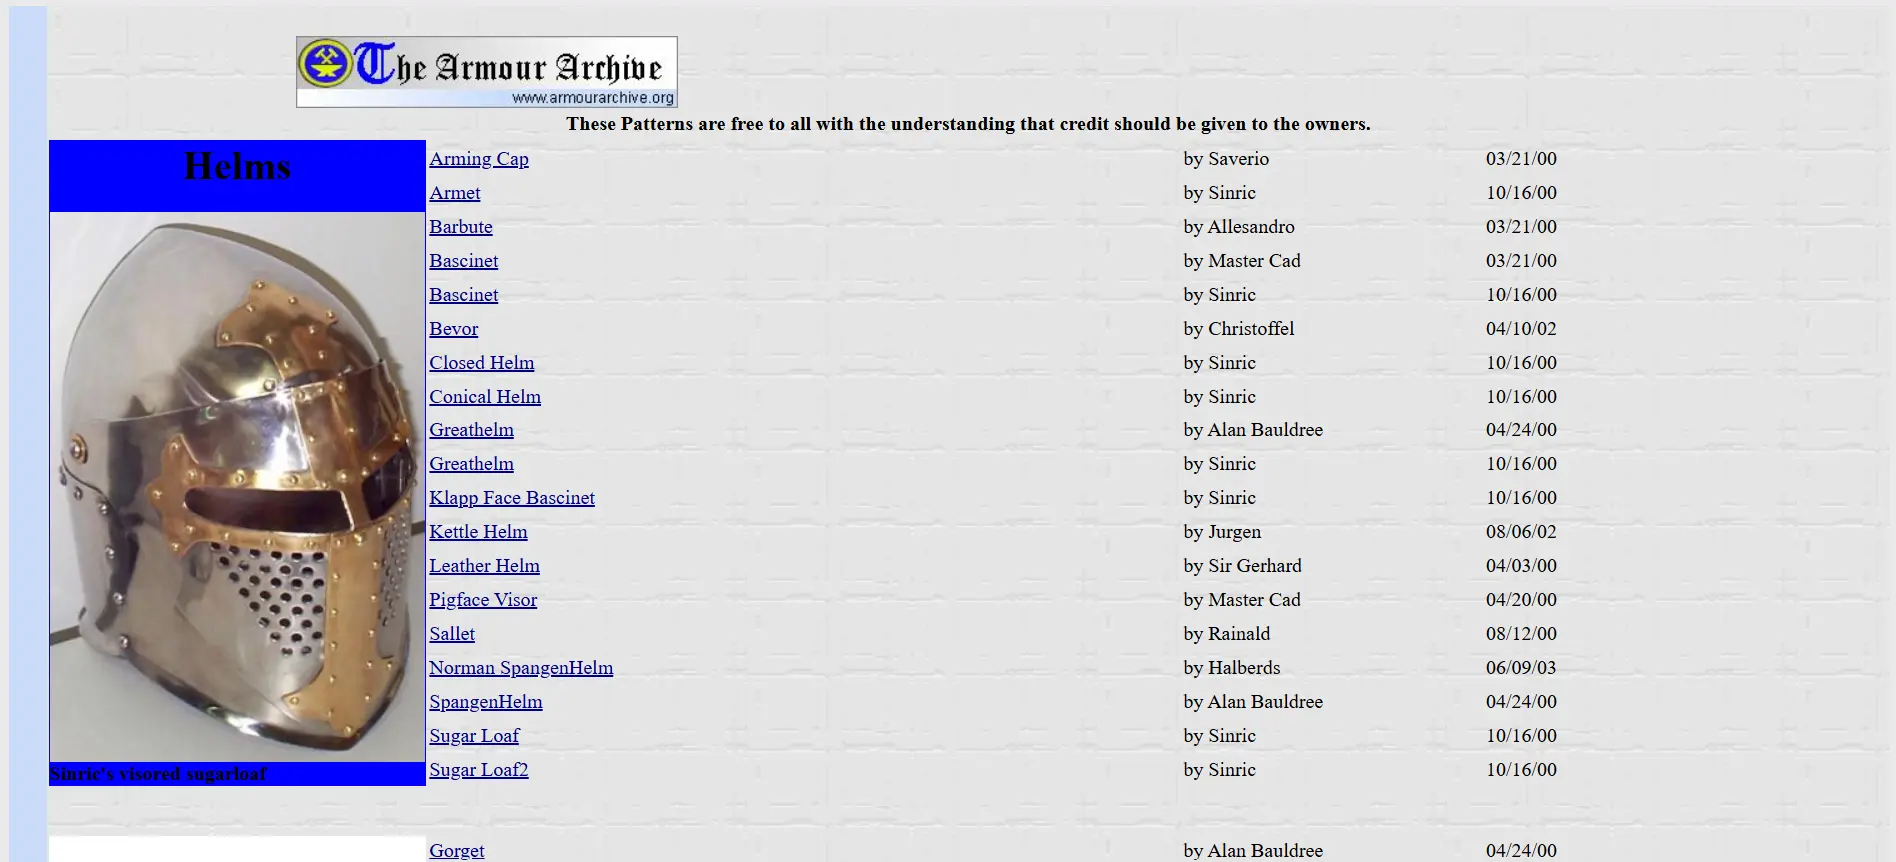 The Armour Archive
www.armourarchive.org
These Patterns are free to all with the understanding that credit should be given to the owners.
Helms
Arming Cap by Saverio 03/21/00
Armet by Sinric 10/16/00
Barbute by Allesandro 03/21/00
Bascinet by Master Cad 03/21/00
Bascinet by Sinric 10/16/00
Bevor by Christoffel 04/10/02
Closed Helm by Sinric 10/16/00
Conical Helm by Sinric 10/16/00
Greathelm by Alan Bauldree 04/24/00
Greathelm by Sinric 10/16/00
Klapp Face Bascinet by Sinric 10/16/00
Kettle Helm by Jurgen 08/06/02
Leather Helm by Sir Gerhard 04/03/00
Pigface Visor by Master Cad 04/20/00
Sallet by Rainald 08/12/00
Norman SpangenHelm by Halberds 06/09/03
SpangenHelm by Alan Bauldree 04/24/00
Sugar Loaf by Sinric 10/16/00
Sugar Loaf2 by Sinric 10/16/00
Sinric's visored sugarloaf
Gorget by Alan Bauldree 04/24/00